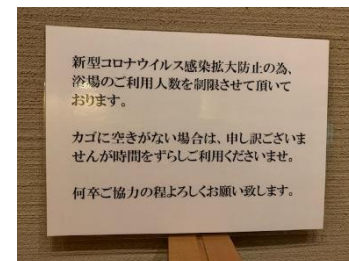 新型コロナウイルス感染拡大防止の為、
浴場のご利用人数を制限させて頂いて
おります。
カゴに空きがない場合は、申し訳ございま
せんが時間をずらしご利用くださいませ。
何卒ご協力の程よろしくお願い致します。